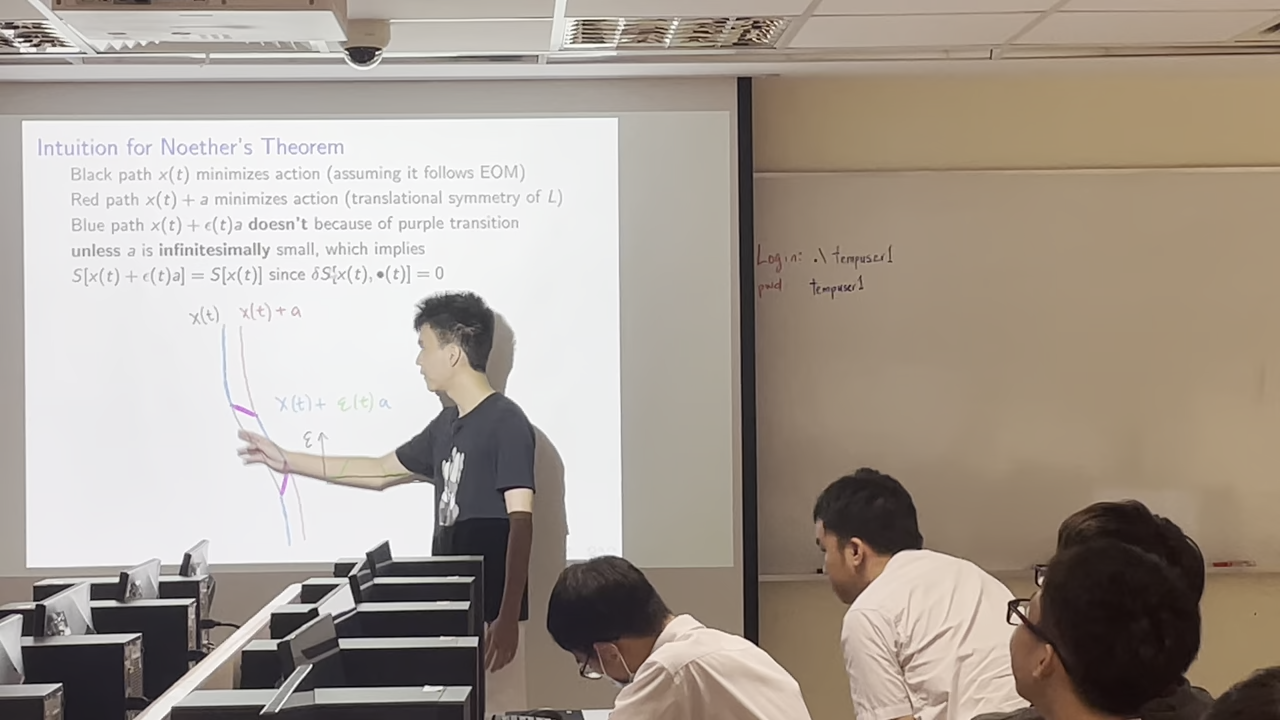 Intuition for Noether's Theorem
Black path x(t) minimizes action (assuming it follows EOM)
Red path x(t) + a minimizes action (translational symmetry of L)
Blue path x(t) + ϵ(t)a doesn't because of purple transition
unless a is infinitesimally small, which implies
S[x(t) + ϵ(t)a] = S[x(t)] since δS[x(t), •(t)] = 0
x(t) x(t) + a
x(t) + ε(t) a
ε
Login: .\ tempuser1
pwd tempuser1